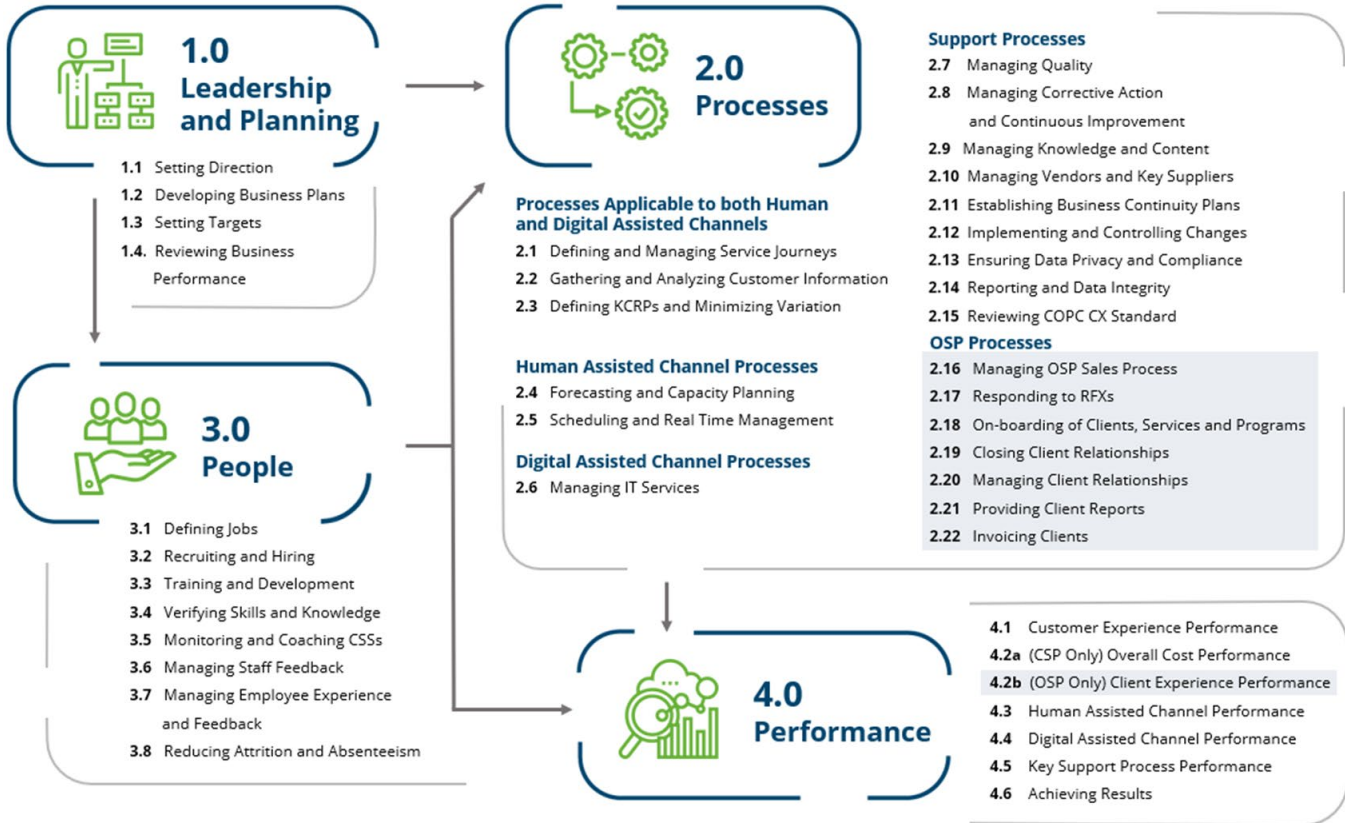 1.0
Leadership
and Planning
1.1 Setting Direction
1.2 Developing Business Plans
1.3 Setting Targets
1.4. Reviewing Business
Performance
2.0
Processes
Processes Applicable to both Human
and Digital Assisted Channels
2.1 Defining and Managing Service Journeys
2.2 Gathering and Analyzing Customer Information
2.3 Defining KCRPs and Minimizing Variation
Human Assisted Channel Processes
2.4 Forecasting and Capacity Planning
2.5 Scheduling and Real Time Management
Digital Assisted Channel Processes
2.6 Managing IT Services
Support Processes
2.7 Managing Quality
2.8 Managing Corrective Action
and Continuous Improvement
2.9 Managing Knowledge and Content
2.10 Managing Vendors and Key Suppliers
2.11 Establishing Business Continuity Plans
2.12 Implementing and Controlling Changes
2.13 Ensuring Data Privacy and Compliance
2.14 Reporting and Data Integrity
2.15 Reviewing COPC CX Standard
OSP Processes
2.16 Managing OSP Sales Process
2.17 Responding to RFXs
2.18 On-boarding of Clients, Services and Programs
2.19 Closing Client Relationships
2.20 Managing Client Relationships
2.21 Providing Client Reports
2.22 Invoicing Clients
3.0
People
3.1 Defining Jobs
3.2 Recruiting and Hiring
3.3 Training and Development
3.4 Verifying Skills and Knowledge
3.5 Monitoring and Coaching CSSs
3.6 Managing Staff Feedback
3.7 Managing Employee Experience
and Feedback
3.8 Reducing Attrition and Absenteeism
4.0
Performance
4.1 Customer Experience Performance
4.2a (CSP Only) Overall Cost Performance
4.2b (OSP Only) Client Experience Performance
4.3 Human Assisted Channel Performance
4.4 Digital Assisted Channel Performance
4.5 Key Support Process Performance
4.6 Achieving Results